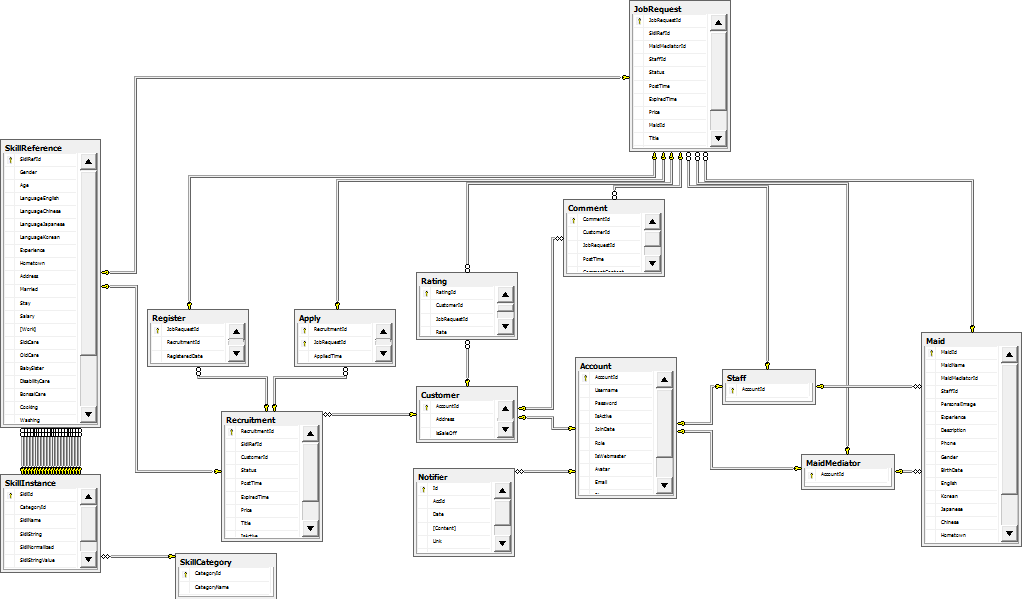 JobRequest
JobRequestId
SkillRefId
MaidMediatorId
StaffId
Status
PostTime
ExpiredTime
Price
MaidId
Title
SkillReference
SkillRefId
Gender
Age
LanguageEnglish
LanguageChinese
LanguageJapanese
LanguageKorean
Experience
Hometown
Address
Married
Stay
Salary
[Work]
SickCare
OldCare
BabySister
DisabilityCare
BonsaiCare
Cooking
Washing
Comment
CommentId
CustomerId
JobRequestId
PostTime
CommentContent
Rating
RatingId
CustomerId
JobRequestId
Rate
Register
JobRequestId
RecruitmentId
RegisteredDate
Apply
RecruitmentId
JobRequestId
AppliedTime
Maid
MaidId
MaidName
MaidMediatorId
StaffId
PersonalImage
Experience
Description
Phone
Gender
BirthDate
English
Korean
Japanese
Chinese
Hometown
Account
AccountId
Username
Password
IsActive
JoinDate
Role
IsWebmaster
Avatar
Email
Staff
AccountId
Customer
AccountId
Address
IsSaleOff
Recruitment
RecruitmentId
SkillRefId
CustomerId
Status
PostTime
ExpiredTime
Price
Title
IsActive
MaidMediator
AccountId
Notifier
Id
AccId
Date
[Content]
Link
SkillInstance
SkillId
CategoryId
SkillName
SkillString
SkillNormalized
SkillStringValue
SkillCategory
CategoryId
CategoryName